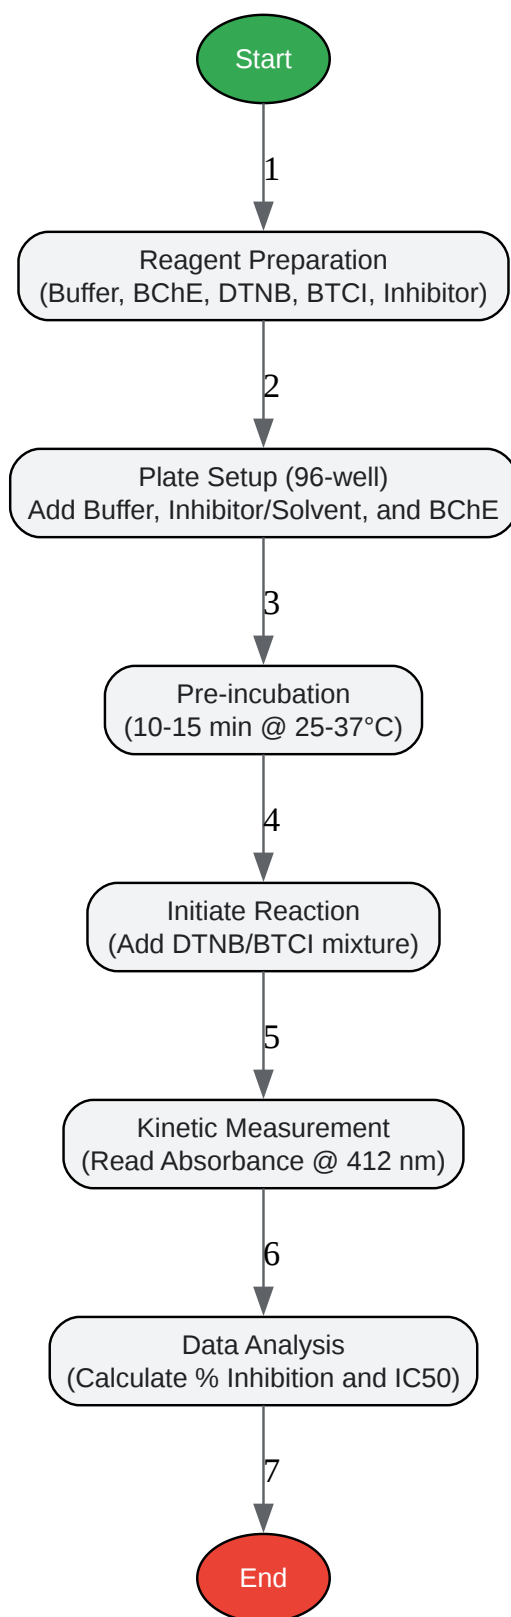 Start
1
Reagent Preparation
(Buffer, BChE, DTNB, BTCI, Inhibitor)
2
Plate Setup (96-well)
Add Buffer, Inhibitor/Solvent, and BChE
3
Pre-incubation
(10-15 min @ 25-37°C)
4
Initiate Reaction
(Add DTNB/BTCI mixture)
5
Kinetic Measurement
(Read Absorbance @ 412 nm)
6
Data Analysis
(Calculate % Inhibition and IC50)
7
End